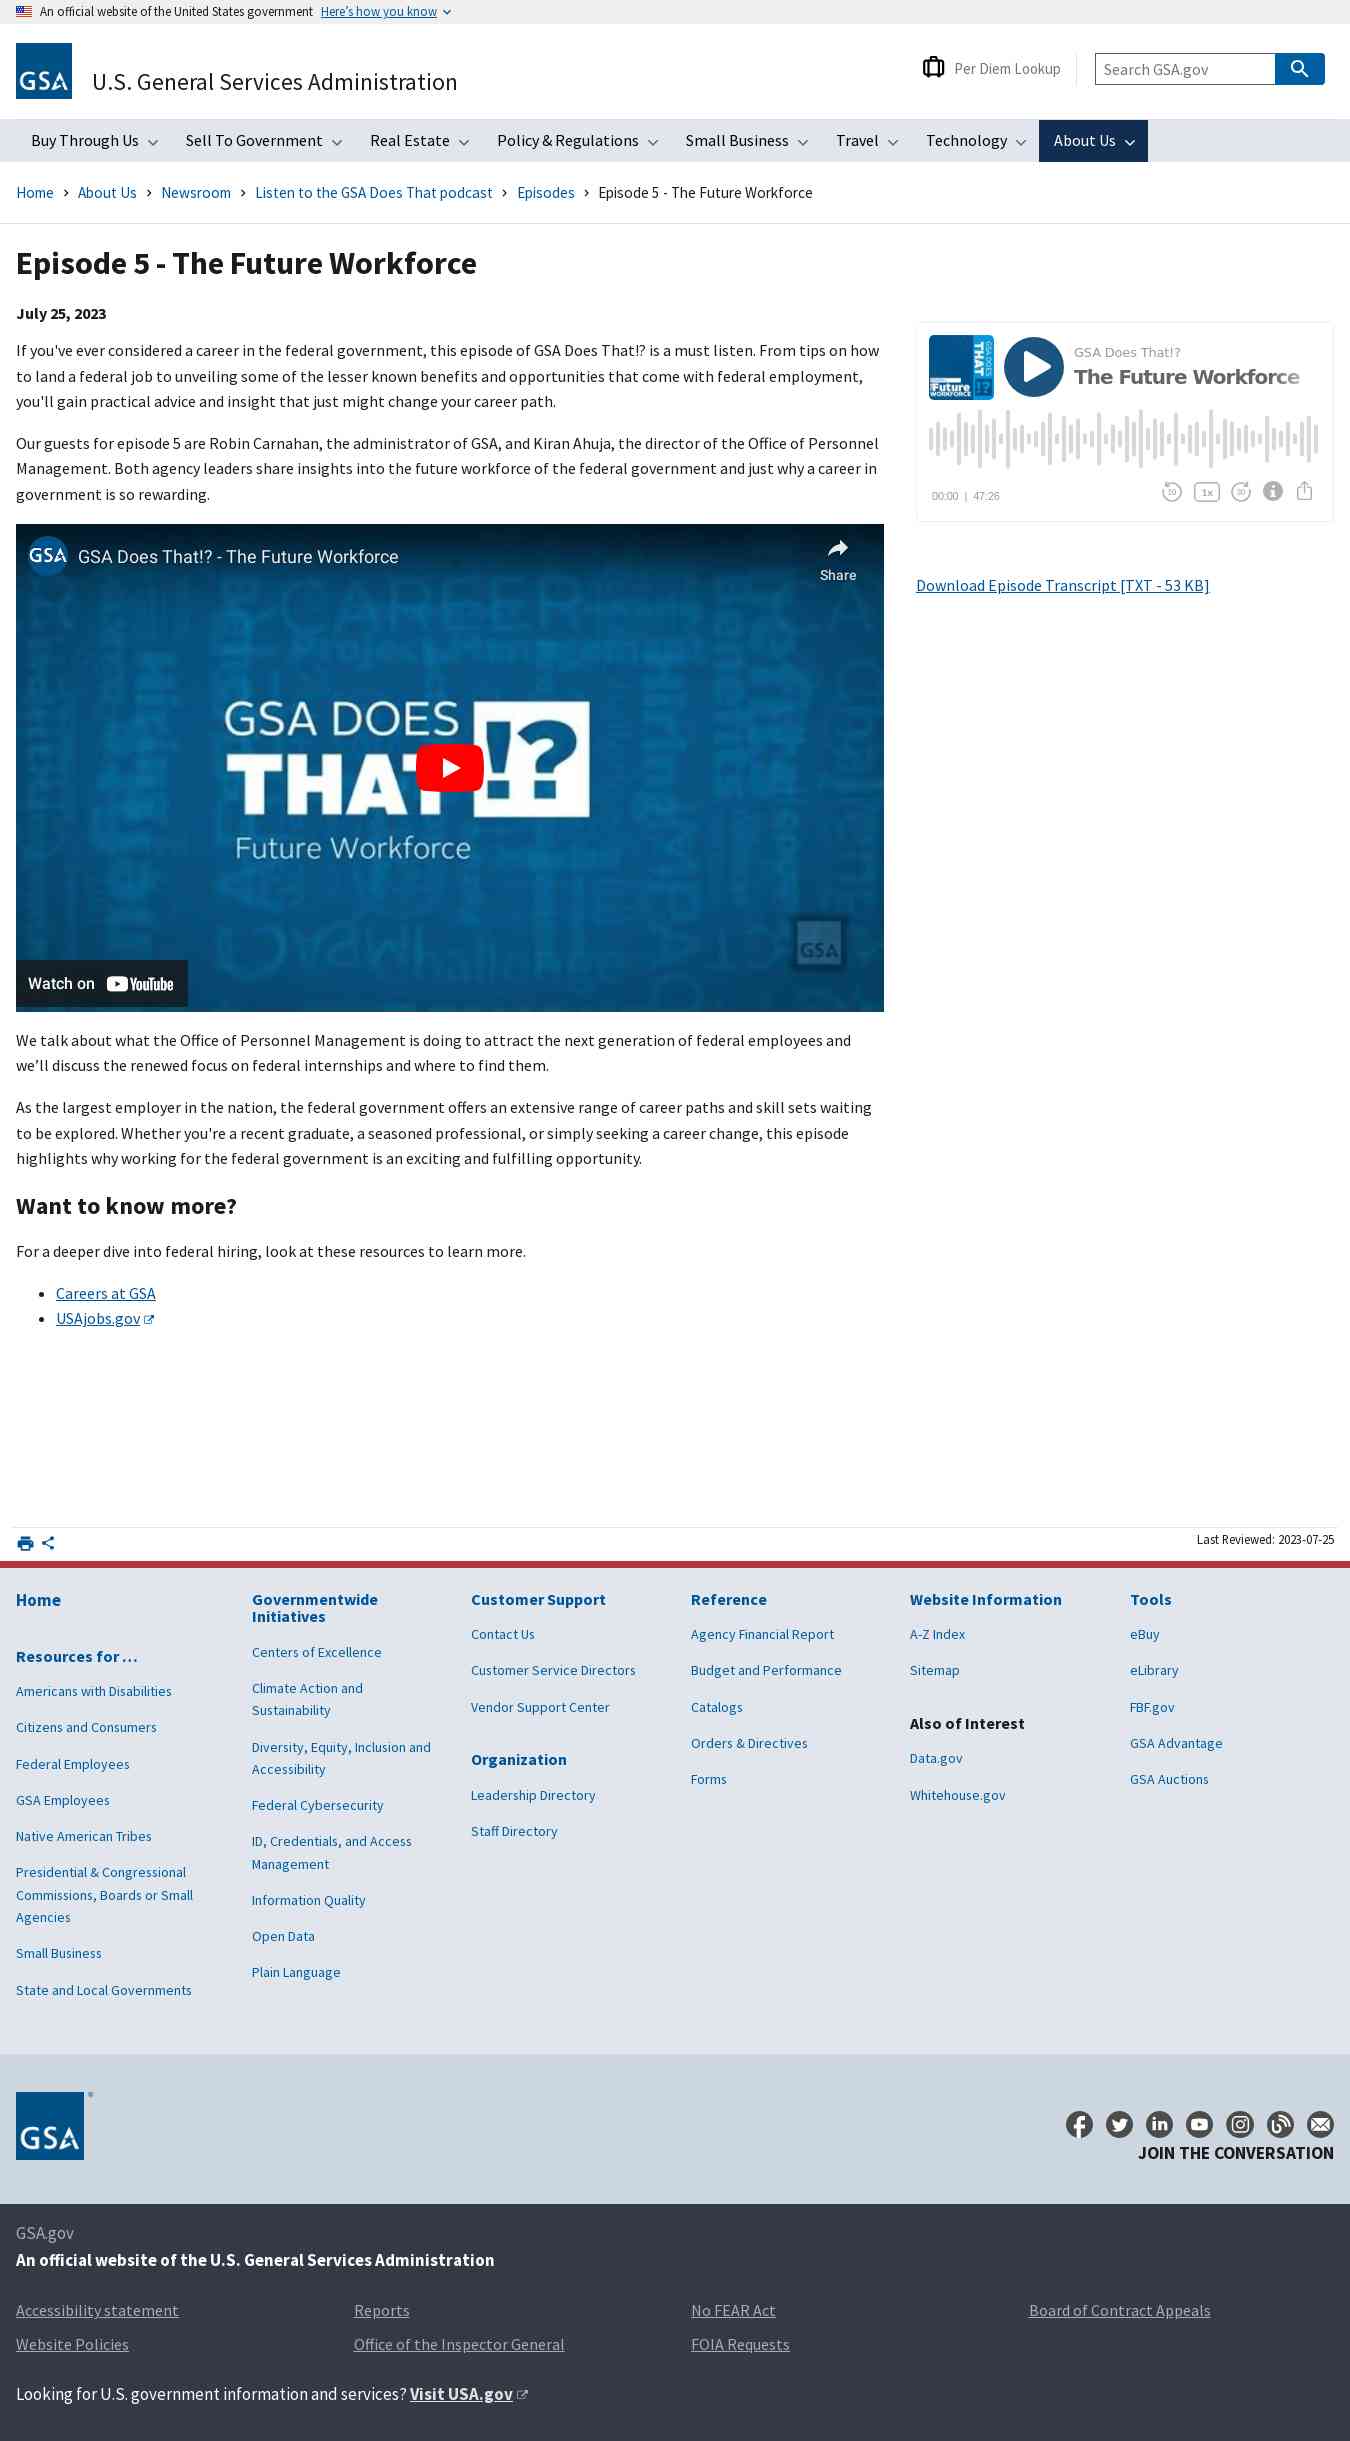 An official website of the United States government Here's how you know
GSA
U.S. General Services Administration
Per Diem Lookup
Search GSA.gov
Buy Through Us
Sell To Government
Real Estate
Policy & Regulations
Small Business
Travel
Technology
About Us
Home > About Us > Newsroom > Listen to the GSA Does That podcast > Episodes > Episode 5 - The Future Workforce
Episode 5 - The Future Workforce
July 25, 2023
If you've ever considered a career in the federal government, this episode of GSA Does That!? is a must listen. From tips on how
to land a federal job to unveiling some of the lesser known benefits and opportunities that come with federal employment,
you'll gain practical advice and insight that just might change your career path.
Our guests for episode 5 are Robin Carnahan, the administrator of GSA, and Kiran Ahuja, the director of the Office of Personnel
Management. Both agency leaders share insights into the future workforce of the federal government and just why a career in
government is so rewarding.
GSA
GSA Does That!? - The Future Workforce
Share
CAREER
Project Management
GSA DOES
THAT!?
Future Workforce
GSA
Watch on YouTube
We talk about what the Office of Personnel Management is doing to attract the next generation of federal employees and
we’ll discuss the renewed focus on federal internships and where to find them.
As the largest employer in the nation, the federal government offers an extensive range of career paths and skill sets waiting
to be explored. Whether you're a recent graduate, a seasoned professional, or simply seeking a career change, this episode
highlights why working for the federal government is an exciting and fulfilling opportunity.
Want to know more?
For a deeper dive into federal hiring, look at these resources to learn more.
• Careers at GSA
• USAjobs.gov
GSA DOES
THAT!?
Future
WORKFORCE
GSA Does That!?
The Future Workforce
00:00 | 47:26
10
1x
30
Download Episode Transcript [TXT - 53 KB]
Last Reviewed: 2023-07-25
Home
Resources for …
Americans with Disabilities
Citizens and Consumers
Federal Employees
GSA Employees
Native American Tribes
Presidential & Congressional
Commissions, Boards or Small
Agencies
Small Business
State and Local Governments
Governmentwide
Initiatives
Centers of Excellence
Climate Action and
Sustainability
Diversity, Equity, Inclusion and
Accessibility
Federal Cybersecurity
ID, Credentials, and Access
Management
Information Quality
Open Data
Plain Language
Customer Support
Contact Us
Customer Service Directors
Vendor Support Center
Organization
Leadership Directory
Staff Directory
Reference
Agency Financial Report
Budget and Performance
Catalogs
Orders & Directives
Forms
Website Information
A-Z Index
Sitemap
Also of Interest
Data.gov
Whitehouse.gov
Tools
eBuy
eLibrary
FBF.gov
GSA Advantage
GSA Auctions
GSA
JOIN THE CONVERSATION
GSA.gov
An official website of the U.S. General Services Administration
Accessibility statement
Reports
No FEAR Act
Board of Contract Appeals
Website Policies
Office of the Inspector General
FOIA Requests
Looking for U.S. government information and services? Visit USA.gov